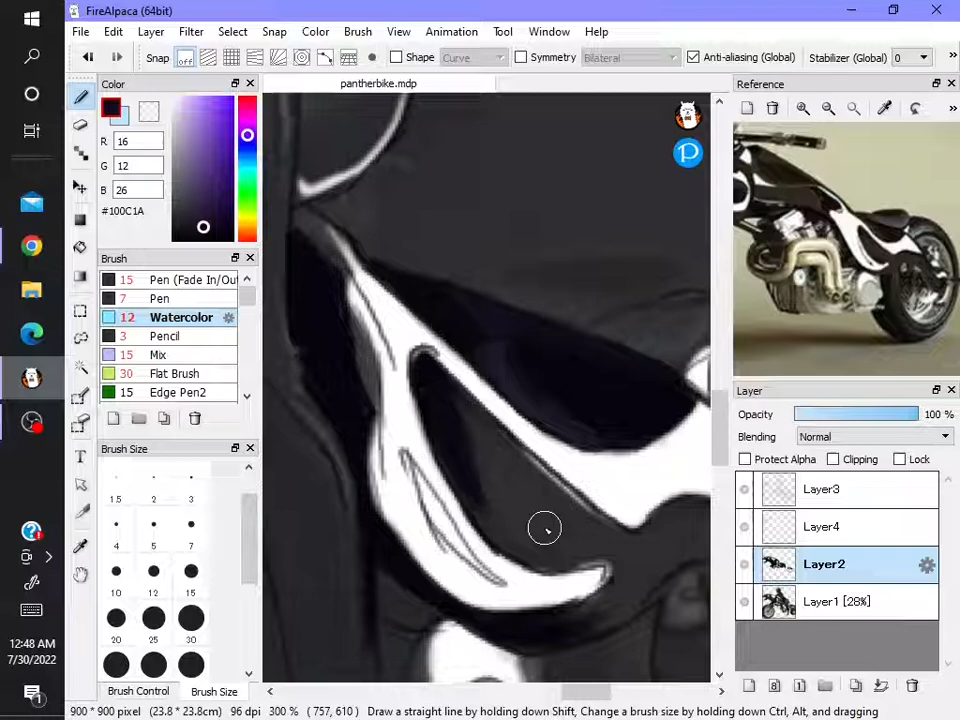 FireAlpaca (64bit)
File Edit Layer Filter Select Snap Color Brush View Animation Tool Window Help
Snap off Shape Curve Symmetry Bilateral Anti-aliasing (Global) Stabilizer (Global) 0 »
Color
pantherbike.mdp
Reference
R 16
G 12
B 26
#100C1A
Brush
15 Pen (Fade In/Out
7 Pen
12 Watercolor
3 Pencil
15 Mix
30 Flat Brush
15 Edge Pen2
Brush Size
1.5 2 3
4 5 7
10 12 15
20 25 30
Brush Control Brush Size
Layer
Opacity 100 %
Blending Normal
Protect Alpha Clipping Lock
Layer3
Layer4
Layer2
Layer1 [28%]
12:48 AM
7/30/2022
900 * 900 pixel (23.8 * 23.8cm) 96 dpi 300 % ( 757, 610 ) Draw a straight line by holding down Shift, Change a brush size by holding down Ctrl, Alt, and dragging